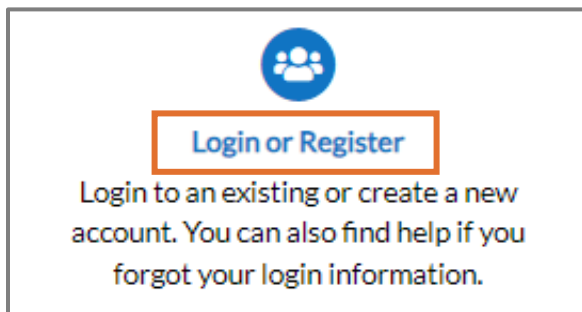 Login or Register
Login to an existing or create a new
account. You can also find help if you
forgot your login information.